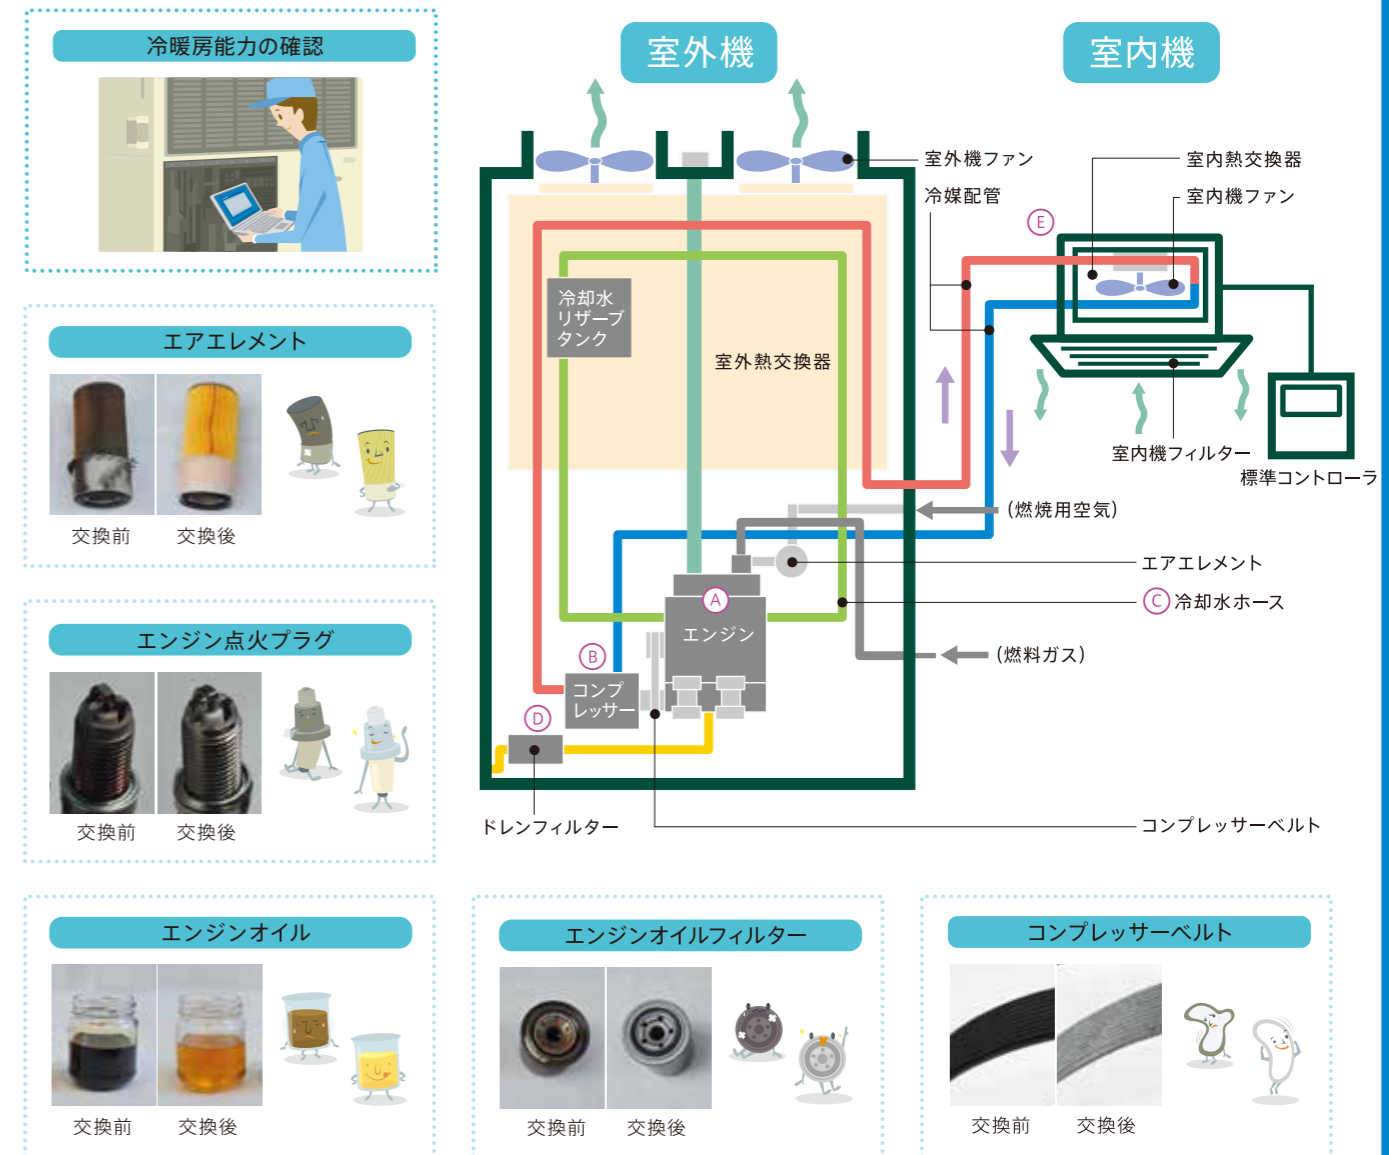 冷暖房能力の確認
室外機
室内機
室外機ファン
冷媒配管
室内熱交換器
室内機ファン
E
冷却水
リザーブ
タンク
室外熱交換器
室内機フィルター
標準コントローラ
(燃焼用空気)
エアエレメント
C 冷却水ホース
(燃料ガス)
A
エンジン
B
コンプ
レッサー
D
ドレンフィルター
コンプレッサーベルト
エアエレメント
交換前
交換後
エンジン点火プラグ
交換前
交換後
エンジンオイル
交換前
交換後
エンジンオイルフィルター
交換前
交換後
コンプレッサーベルト
交換前
交換後